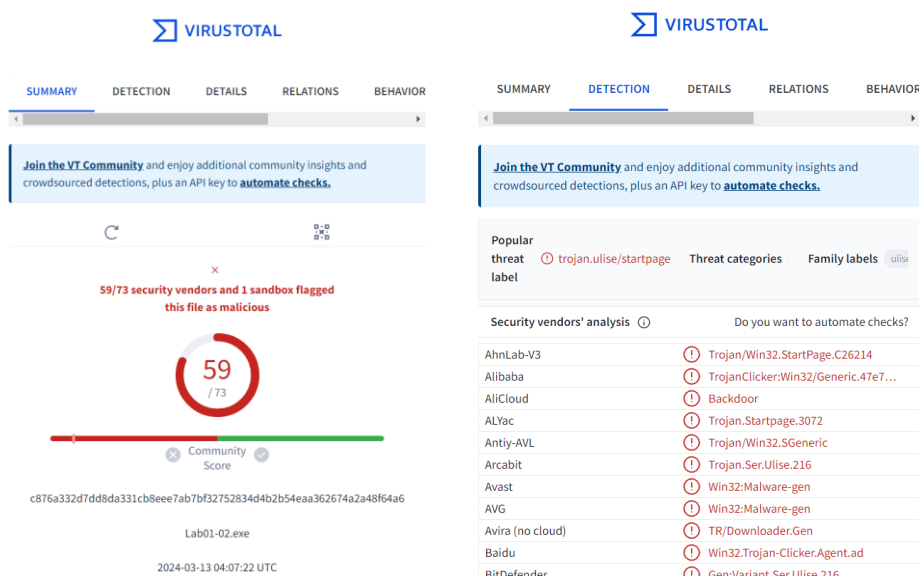 VIRUSTOTAL
SUMMARY DETECTION DETAILS RELATIONS BEHAVIOR
Join the VT Community and enjoy additional community insights and
crowdsourced detections, plus an API key to automate checks.
59/73 security vendors and 1 sandbox flagged
this file as malicious
59
/ 73
Community
Score
c876a332d7dd8da331cb8eee7ab7bf32752834d4b2b54eaa362674a2a48f64a6
Lab01-02.exe
2024-03-13 04:07:22 UTC
VIRUSTOTAL
SUMMARY DETECTION DETAILS RELATIONS BEHAVIOR
Join the VT Community and enjoy additional community insights and
crowdsourced detections, plus an API key to automate checks.
Popular
threat
label
trojan.ulise/startpage Threat categories Family labels ulise
Security vendors' analysis Do you want to automate checks?
AhnLab-V3 Trojan/Win32.StartPage.C26214
Alibaba TrojanClicker:Win32/Generic.47e7…
AliCloud Backdoor
ALYac Trojan.Startpage.3072
Antiy-AVL Trojan/Win32.SGeneric
Arcabit Trojan.Ser.Ulise.216
Avast Win32:Malware-gen
AVG Win32:Malware-gen
Avira (no cloud) TR/Downloader.Gen
Baidu Win32.Trojan-Clicker.Agent.ad
BitDefender Gen:Variant.Ser.Ulise.216